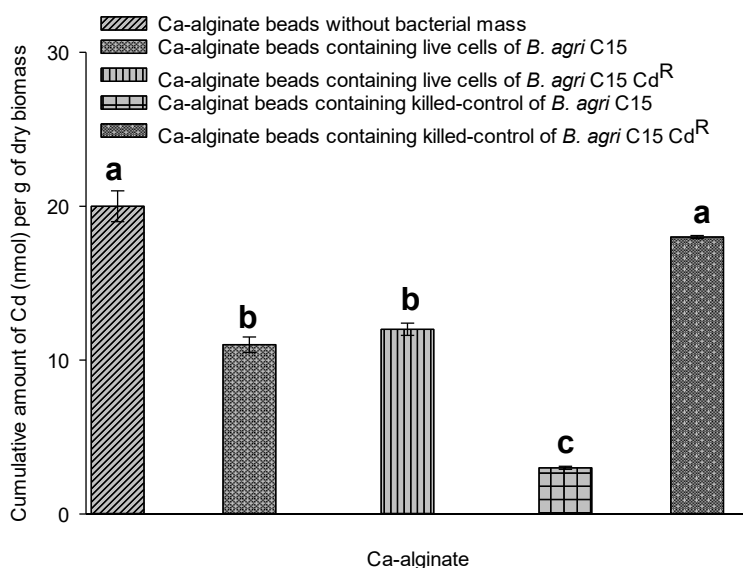 Ca-alginate beads without bacterial mass
Ca-alginate beads containing live cells of B. agri C15
Ca-alginate beads containing live cells of B. agri C15 CdR
Ca-alginat beads containing killed-control of B. agri C15
Ca-alginate beads containing killed-control of B. agri C15 CdR
Cumulative amount of Cd (nmol) per g of dry biomass
30
20
10
0
a
b
b
c
a
Ca-alginate